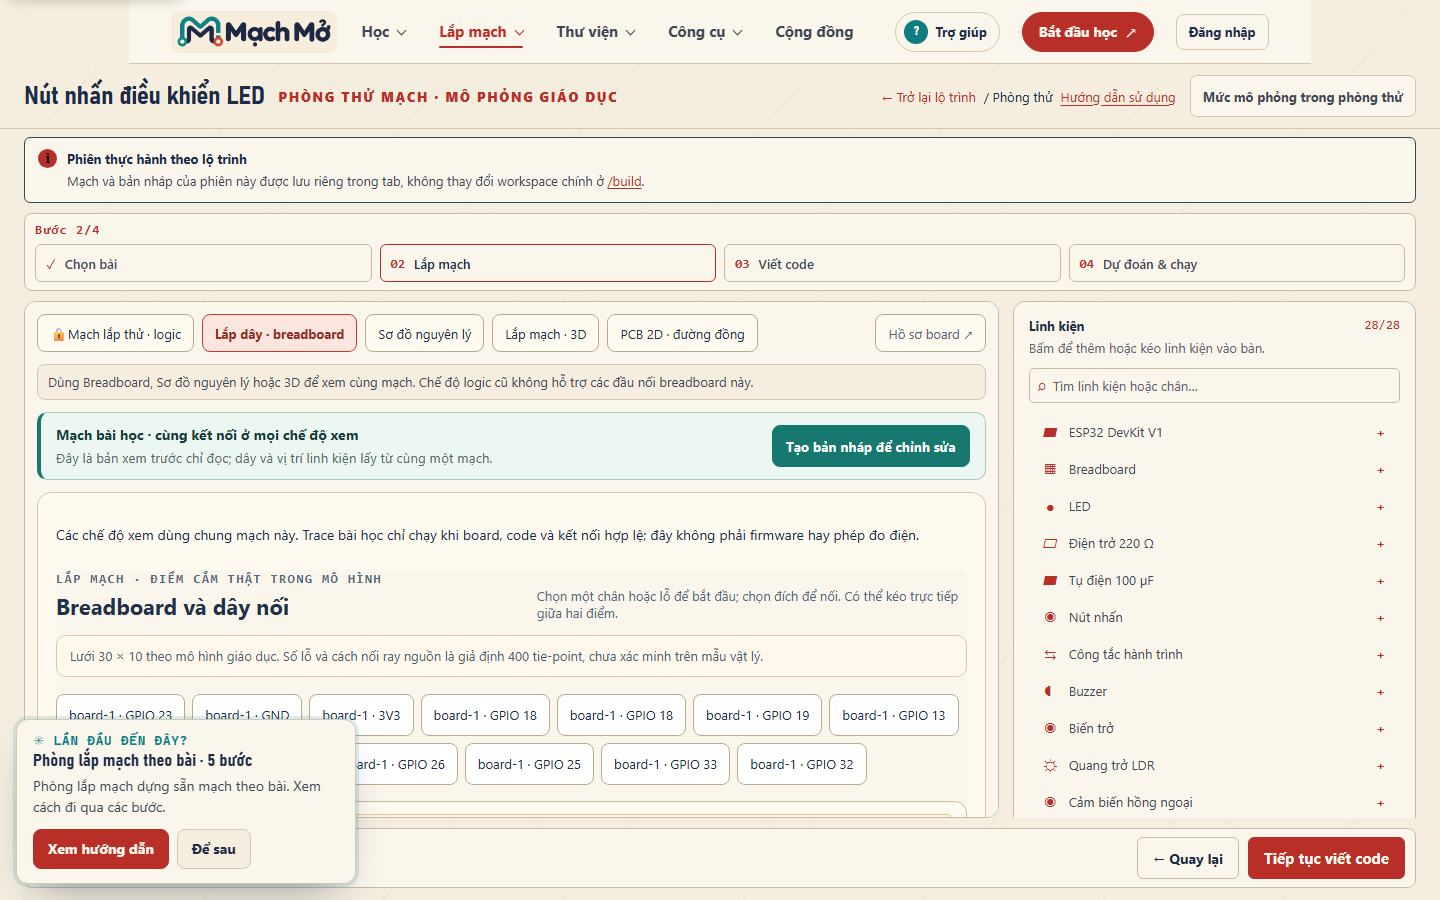 Mạch Mở
Học
Lắp mạch
Thư viện
Công cụ
Cộng đồng
? Trợ giúp
Bắt đầu học ↗
Đăng nhập
Nút nhấn điều khiển LED
PHÒNG THỬ MẠCH · MÔ PHỎNG GIÁO DỤC
← Trở lại lộ trình / Phòng thử Hướng dẫn sử dụng
Mức mô phỏng trong phòng thử
Phiên thực hành theo lộ trình
Mạch và bản nháp của phiên này được lưu riêng trong tab, không thay đổi workspace chính ở /build.
Bước 2/4
✓ Chọn bài
02 Lắp mạch
03 Viết code
04 Dự đoán & chạy
Mạch lắp thử · logic
Lắp dây · breadboard
Sơ đồ nguyên lý
Lắp mạch · 3D
PCB 2D · đường đồng
Hồ sơ board ↗
Dùng Breadboard, Sơ đồ nguyên lý hoặc 3D để xem cùng mạch. Chế độ logic cũ không hỗ trợ các đầu nối breadboard này.
Mạch bài học · cùng kết nối ở mọi chế độ xem
Đây là bản xem trước chỉ đọc; dây và vị trí linh kiện lấy từ cùng một mạch.
Tạo bản nháp để chỉnh sửa
Các chế độ xem dùng chung mạch này. Trace bài học chỉ chạy khi board, code và kết nối hợp lệ; đây không phải firmware hay phép đo điện.
LẮP MẠCH · ĐIỂM CẮM THẬT TRONG MÔ HÌNH
Breadboard và dây nối
Chọn một chân hoặc lỗ để bắt đầu; chọn đích để nối. Có thể kéo trực tiếp
giữa hai điểm.
Lưới 30 × 10 theo mô hình giáo dục. Số lỗ và cách nối ray nguồn là giả định 400 tie-point, chưa xác minh trên mẫu vật lý.
board-1 · GPIO 23
board-1 · GND
board-1 · 3V3
board-1 · GPIO 18
board-1 · GPIO 18
board-1 · GPIO 19
board-1 · GPIO 13
ard-1 · GPIO 26
board-1 · GPIO 25
board-1 · GPIO 33
board-1 · GPIO 32
Linh kiện
28/28
Bấm để thêm hoặc kéo linh kiện vào bàn.
Tìm linh kiện hoặc chân...
ESP32 DevKit V1 +
Breadboard +
LED +
Điện trở 220 Ω +
Tụ điện 100 µF +
Nút nhấn +
Công tắc hành trình +
Buzzer +
Biến trở +
Quang trở LDR +
Cảm biến hồng ngoại +
✳ LẦN ĐẦU ĐẾN ĐÂY?
Phòng lắp mạch theo bài · 5 bước
Phòng lắp mạch dựng sẵn mạch theo bài. Xem
cách đi qua các bước.
Xem hướng dẫn
Để sau
← Quay lại
Tiếp tục viết code